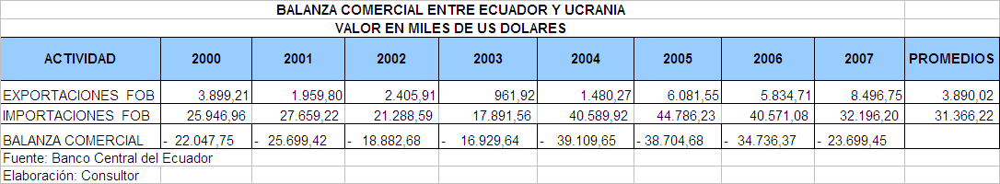 BALANZA COMERCIAL ENTRE ECUADOR Y UCRANIA
VALOR EN MILES DE US DOLARES
ACTIVIDAD 2000 2001 2002 2003 2004 2005 2006 2007 PROMEDIOS
EXPORTACIONES FOB 3.899,21 1.959,80 2.405,91 961,92 1.480,27 6.081,55 5.834,71 8.496,75 3.890,02
IMPORTACIONES FOB 25.946,96 27.659,22 21.288,59 17.891,56 40.589,92 44.786,23 40.571,08 32.196,20 31.366,22
BALANZA COMERCIAL - 22.047,75 - 25.699,42 - 18.882,68 - 16.929,64 - 39.109,65 - 38.704,68 - 34.736,37 - 23.699,45
Fuente: Banco Central del Ecuador
Elaboración: Consultor